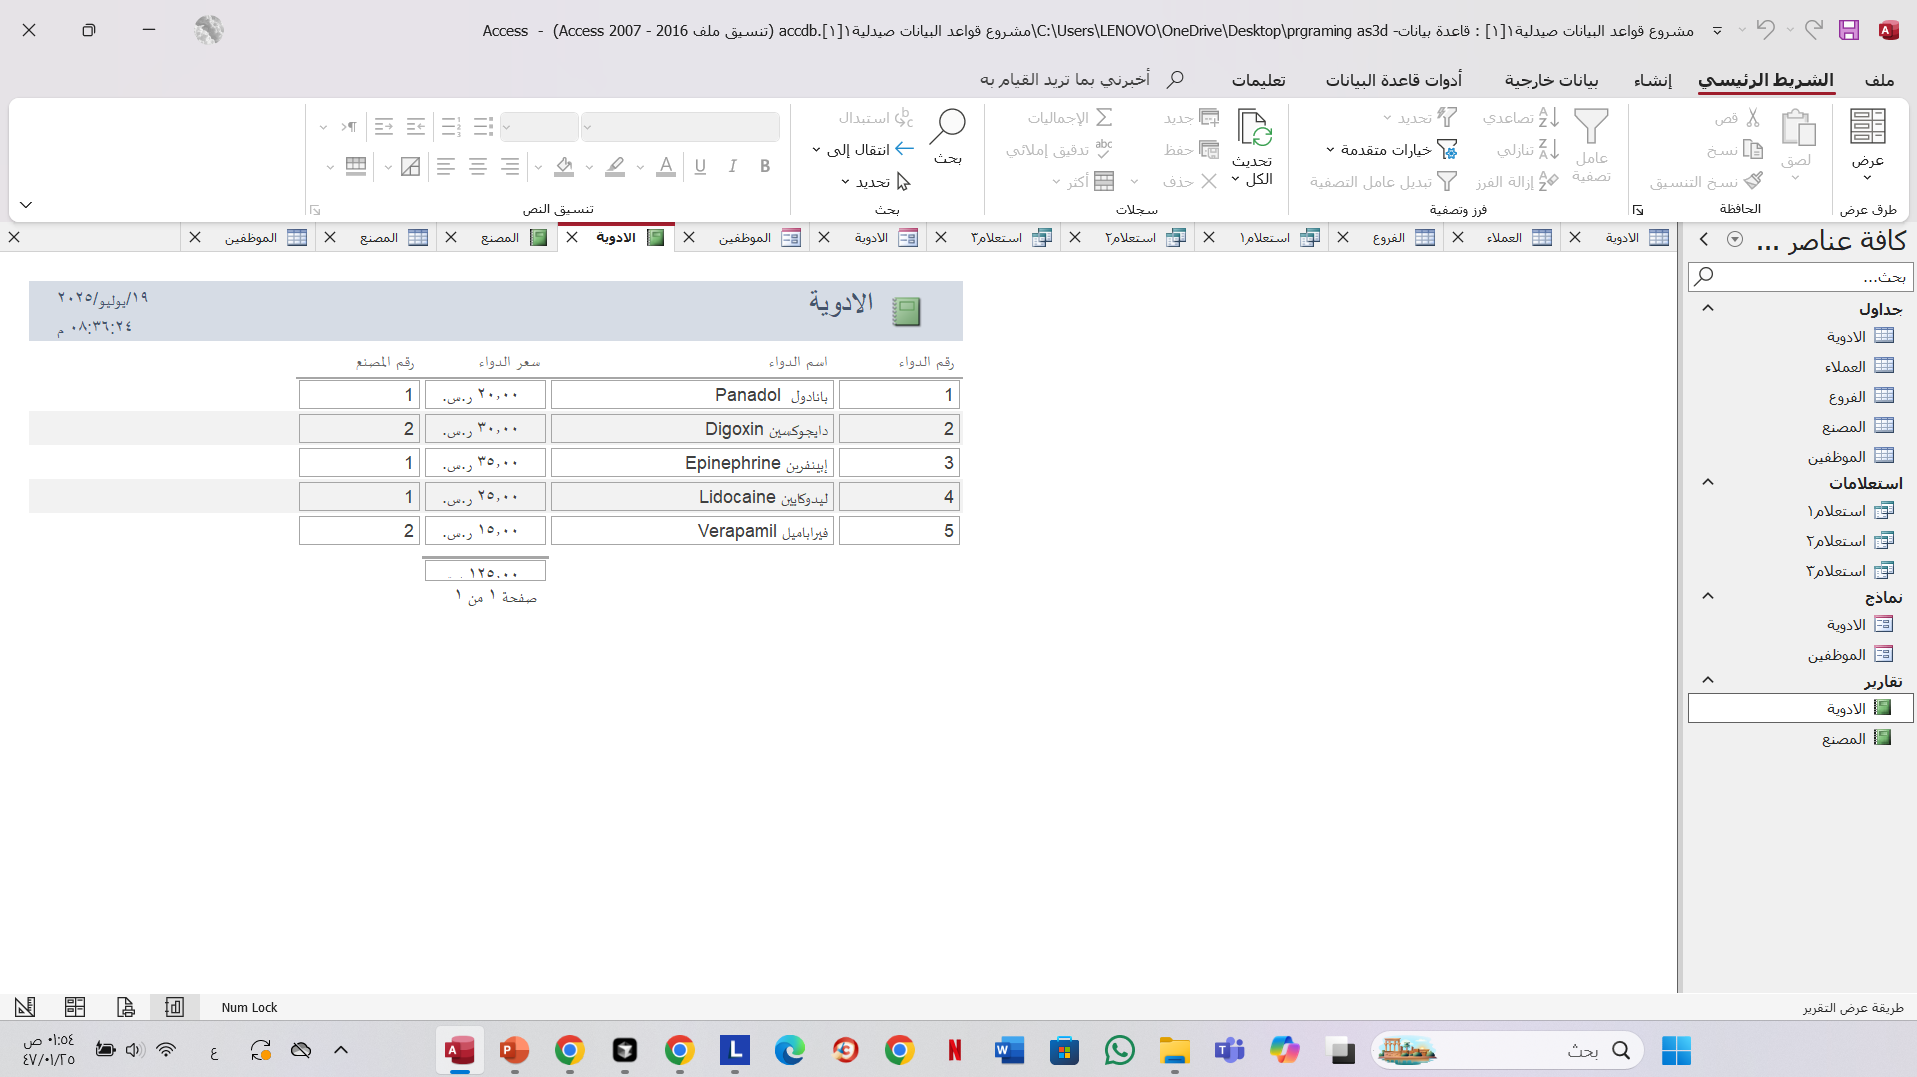 مشروع قواعد البيانات صيدلية١[١] : قاعدة بيانات- C:\Users\LENOVO\OneDrive\Desktop\prgraming as3d\مشروع قواعد البيانات صيدلية١[١].accdb (تنسيق ملف Access 2007 - 2016) - Access
ملف الشريط الرئيسي إنشاء بيانات خارجية أدوات قاعدة البيانات تعليمات أخبرني بما تريد القيام به
عرض
طرق عرض
لصق
قص
نسخ
نسخ التنسيق
الحافظة
عامل تصفية
تصاعدي
تنازلي
إزالة الفرز
تحديد
خيارات متقدمة
تبديل عامل التصفية
فرز وتصفية
تحديث الكل
جديد
حفظ
حذف
الإجماليات
تدقيق إملائي
أكثر
سجلات
بحث
استبدال
انتقال إلى
تحديد
بحث
B I U A
تنسيق النص
الادوية العملاء الفروع استعلام١ استعلام٢ استعلام٣ الادوية الموظفين الادوية المصنع المصنع الموظفين
كافة عناصر ...
بحث...
جداول
الادوية
العملاء
الفروع
المصنع
الموظفين
استعلامات
استعلام١
استعلام٢
استعلام٣
نماذج
الادوية
الموظفين
تقارير
الادوية
المصنع
الادوية
١٩/يوليو/٢٠٢٥
٠٨:٣٦:٢٤ م
رقم الدواء اسم الدواء سعر الدواء رقم المصنع
1 بانادول Panadol ٢٠,٠٠ ر.س. 1
2 دايجوكسين Digoxin ٣٠,٠٠ ر.س. 2
3 إبينفرين Epinephrine ٣٥,٠٠ ر.س. 1
4 ليدوكايين Lidocaine ٢٥,٠٠ ر.س. 1
5 فيراباميل Verapamil ١٥,٠٠ ر.س. 2
١٢٥,٠٠
صفحة ١ من ١
طريقة عرض التقرير
Num Lock
بحث
ع
٠١:٥٤ ص
٤٧/٠١/٢٥